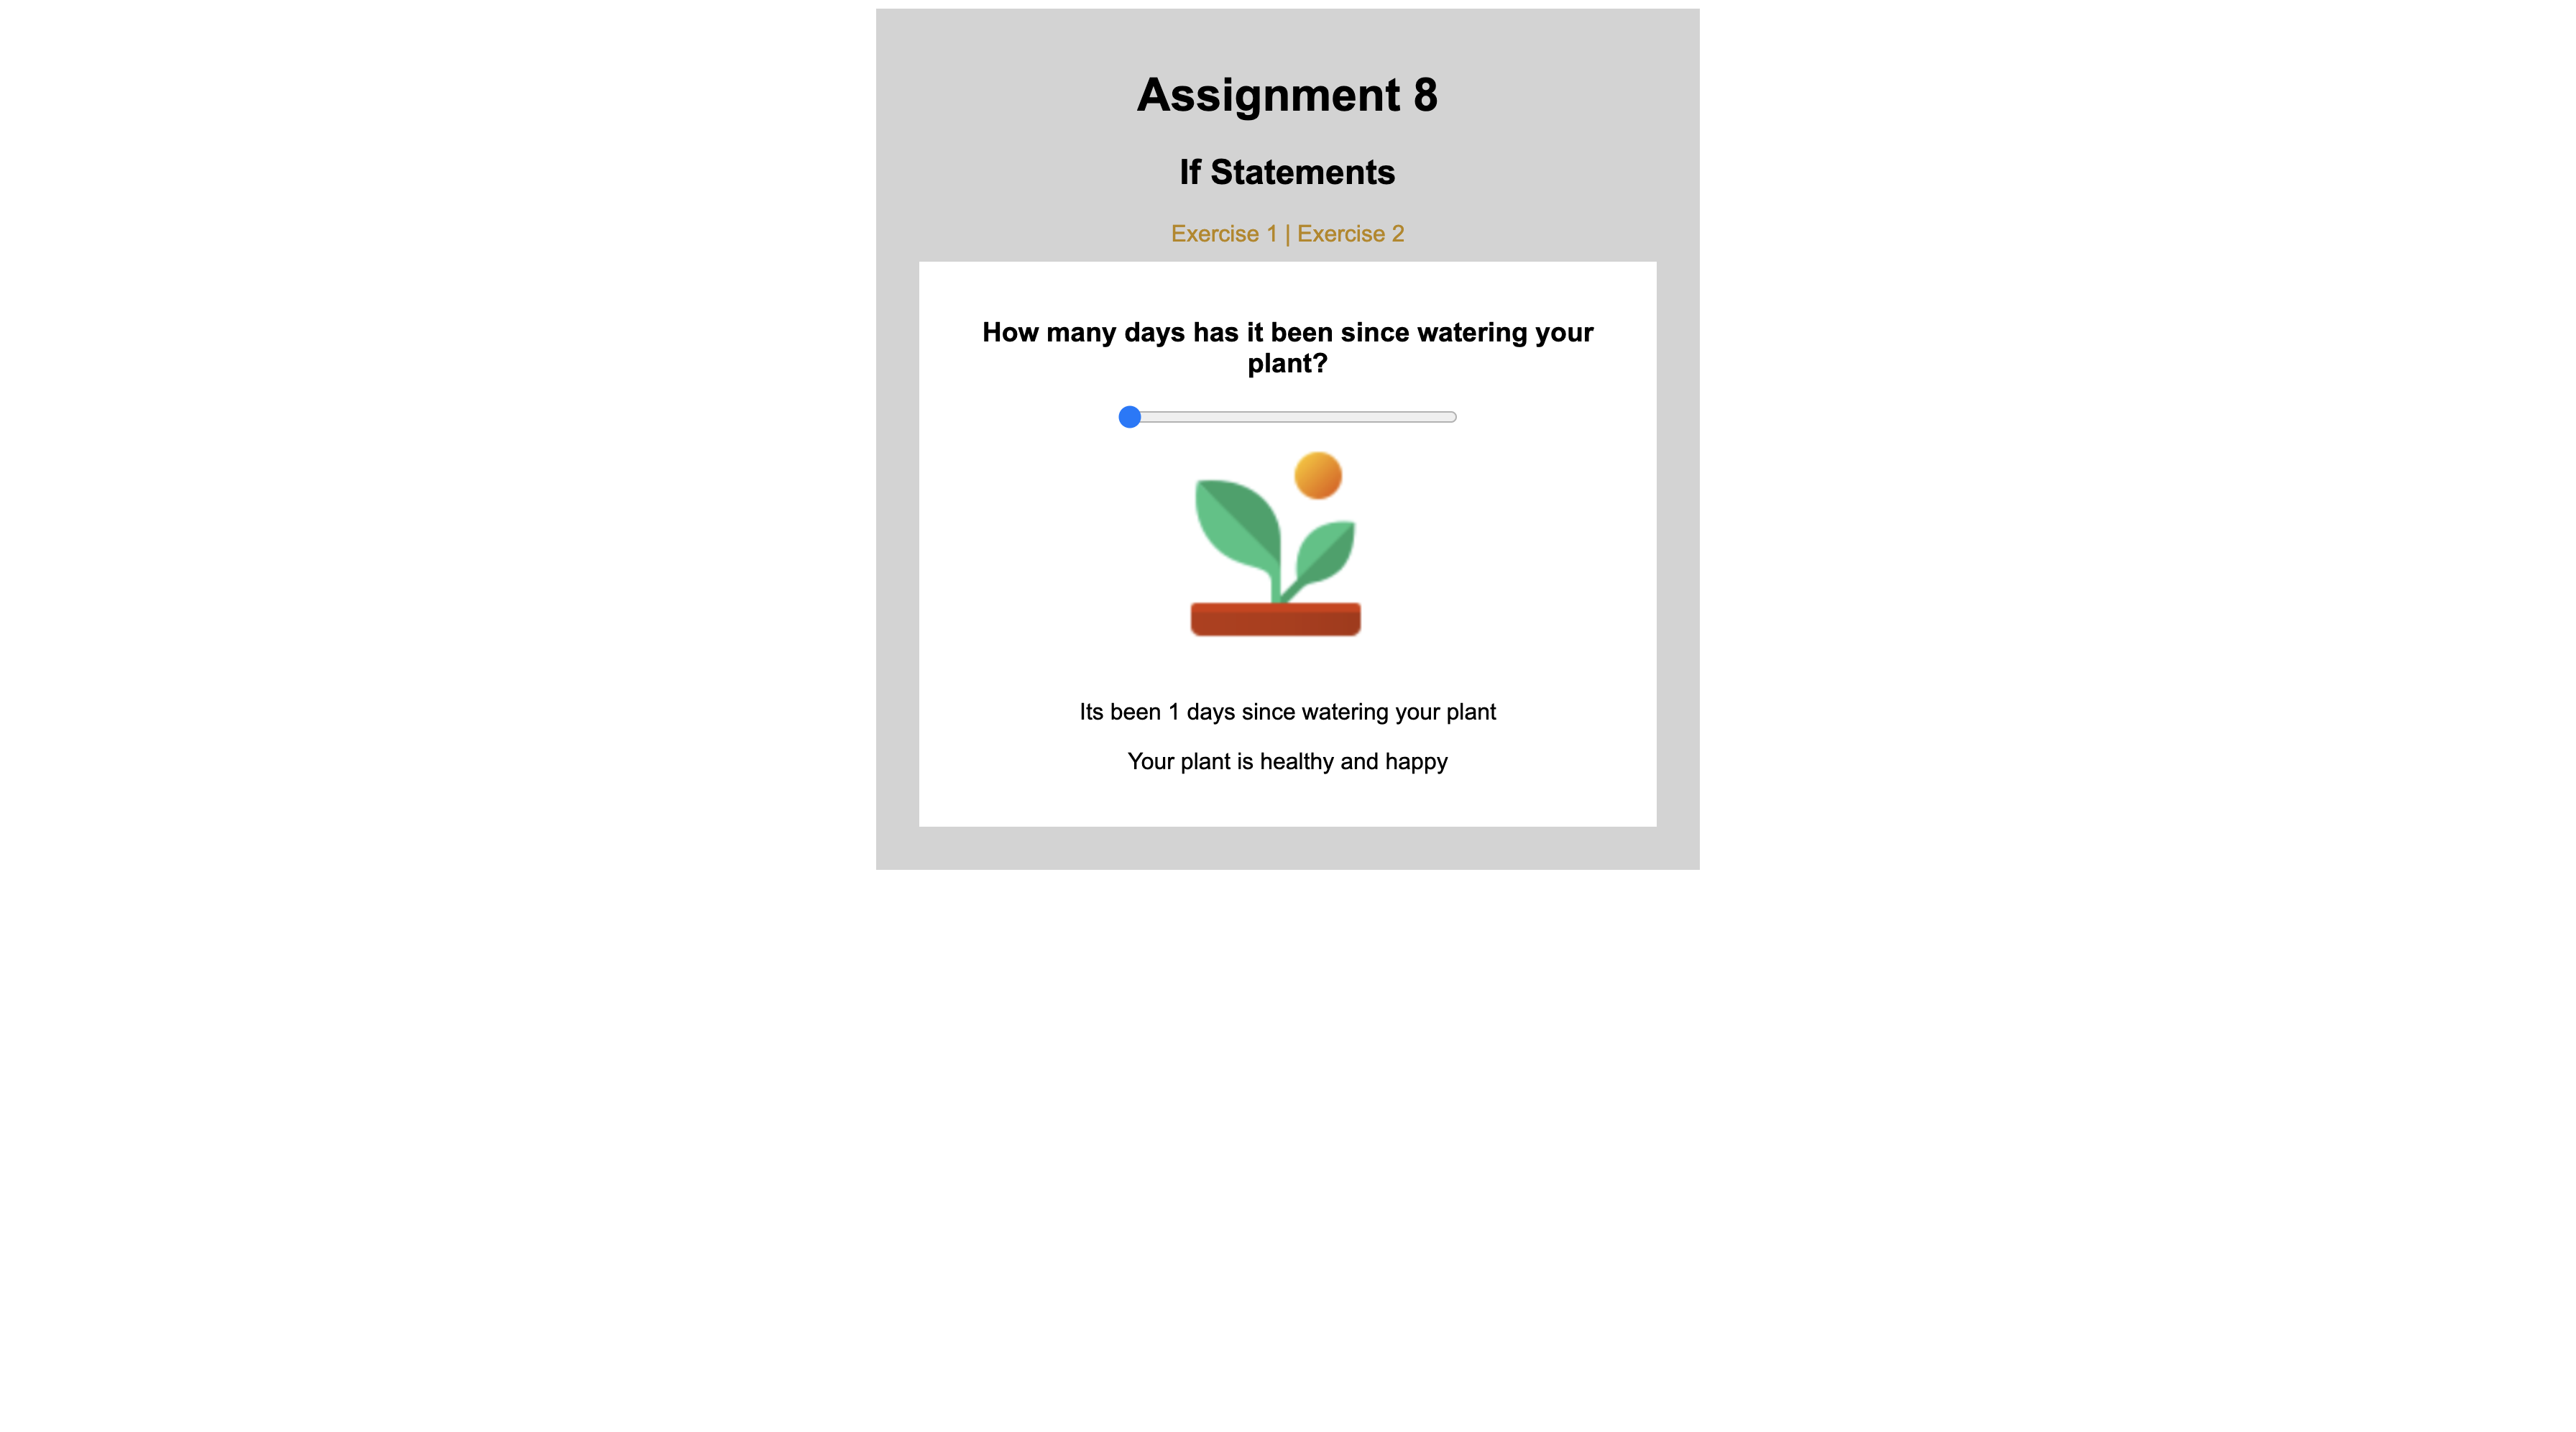 Assignment 8
If Statements
Exercise 1 | Exercise 2
How many days has it been since watering your
plant?
Its been 1 days since watering your plant
Your plant is healthy and happy